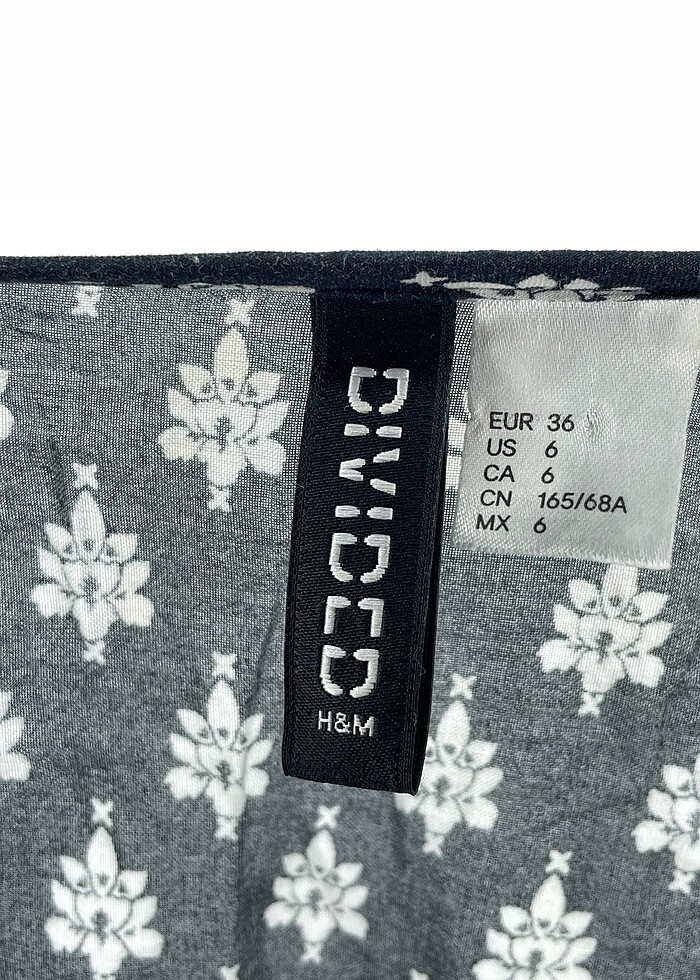 DIVIDED
H&M
EUR 36
US 6
CA 6
CN 165/68A
MX 6